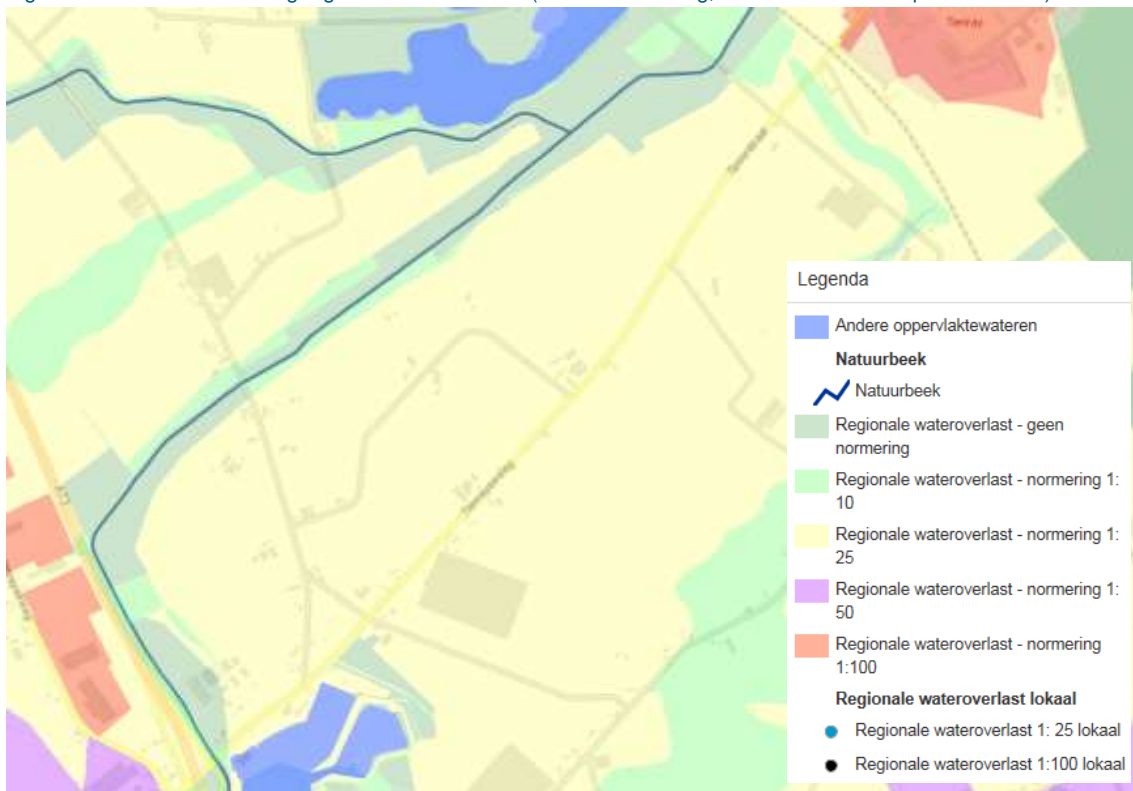 Tienray
Tienrayseweg
Legenda
Andere oppervlaktewateren
Natuurbeek
Natuurbeek
Regionale wateroverlast - geen
normering
Regionale wateroverlast - normering 1:
10
Regionale wateroverlast - normering 1:
25
Regionale wateroverlast - normering 1:
50
Regionale wateroverlast - normering
1:100
Regionale wateroverlast lokaal
Regionale wateroverlast 1: 25 lokaal
Regionale wateroverlast 1:100 lokaal